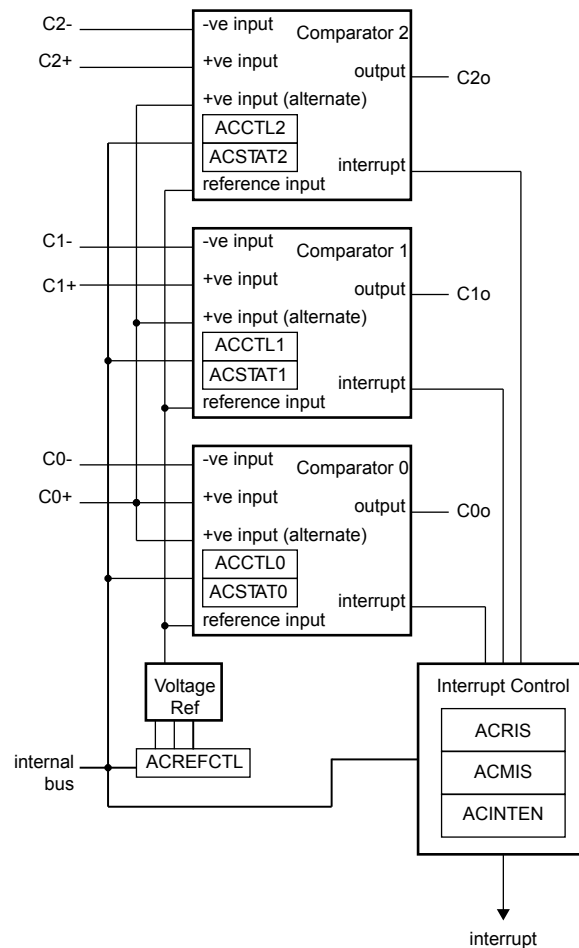 C2-
-ve input
Comparator 2
C2+
+ve input
output
C2o
+ve input (alternate)
ACCTL2
ACSTAT2
interrupt
reference input
C1-
-ve input
Comparator 1
C1+
+ve input
output
C1o
+ve input (alternate)
ACCTL1
ACSTAT1
interrupt
reference input
C0-
-ve input
Comparator 0
C0+
+ve input
output
C0o
+ve input (alternate)
ACCTL0
ACSTAT0
interrupt
reference input
Voltage
Ref
Interrupt Control
ACRIS
ACMIS
ACINTEN
internal
bus
ACREFCTL
interrupt